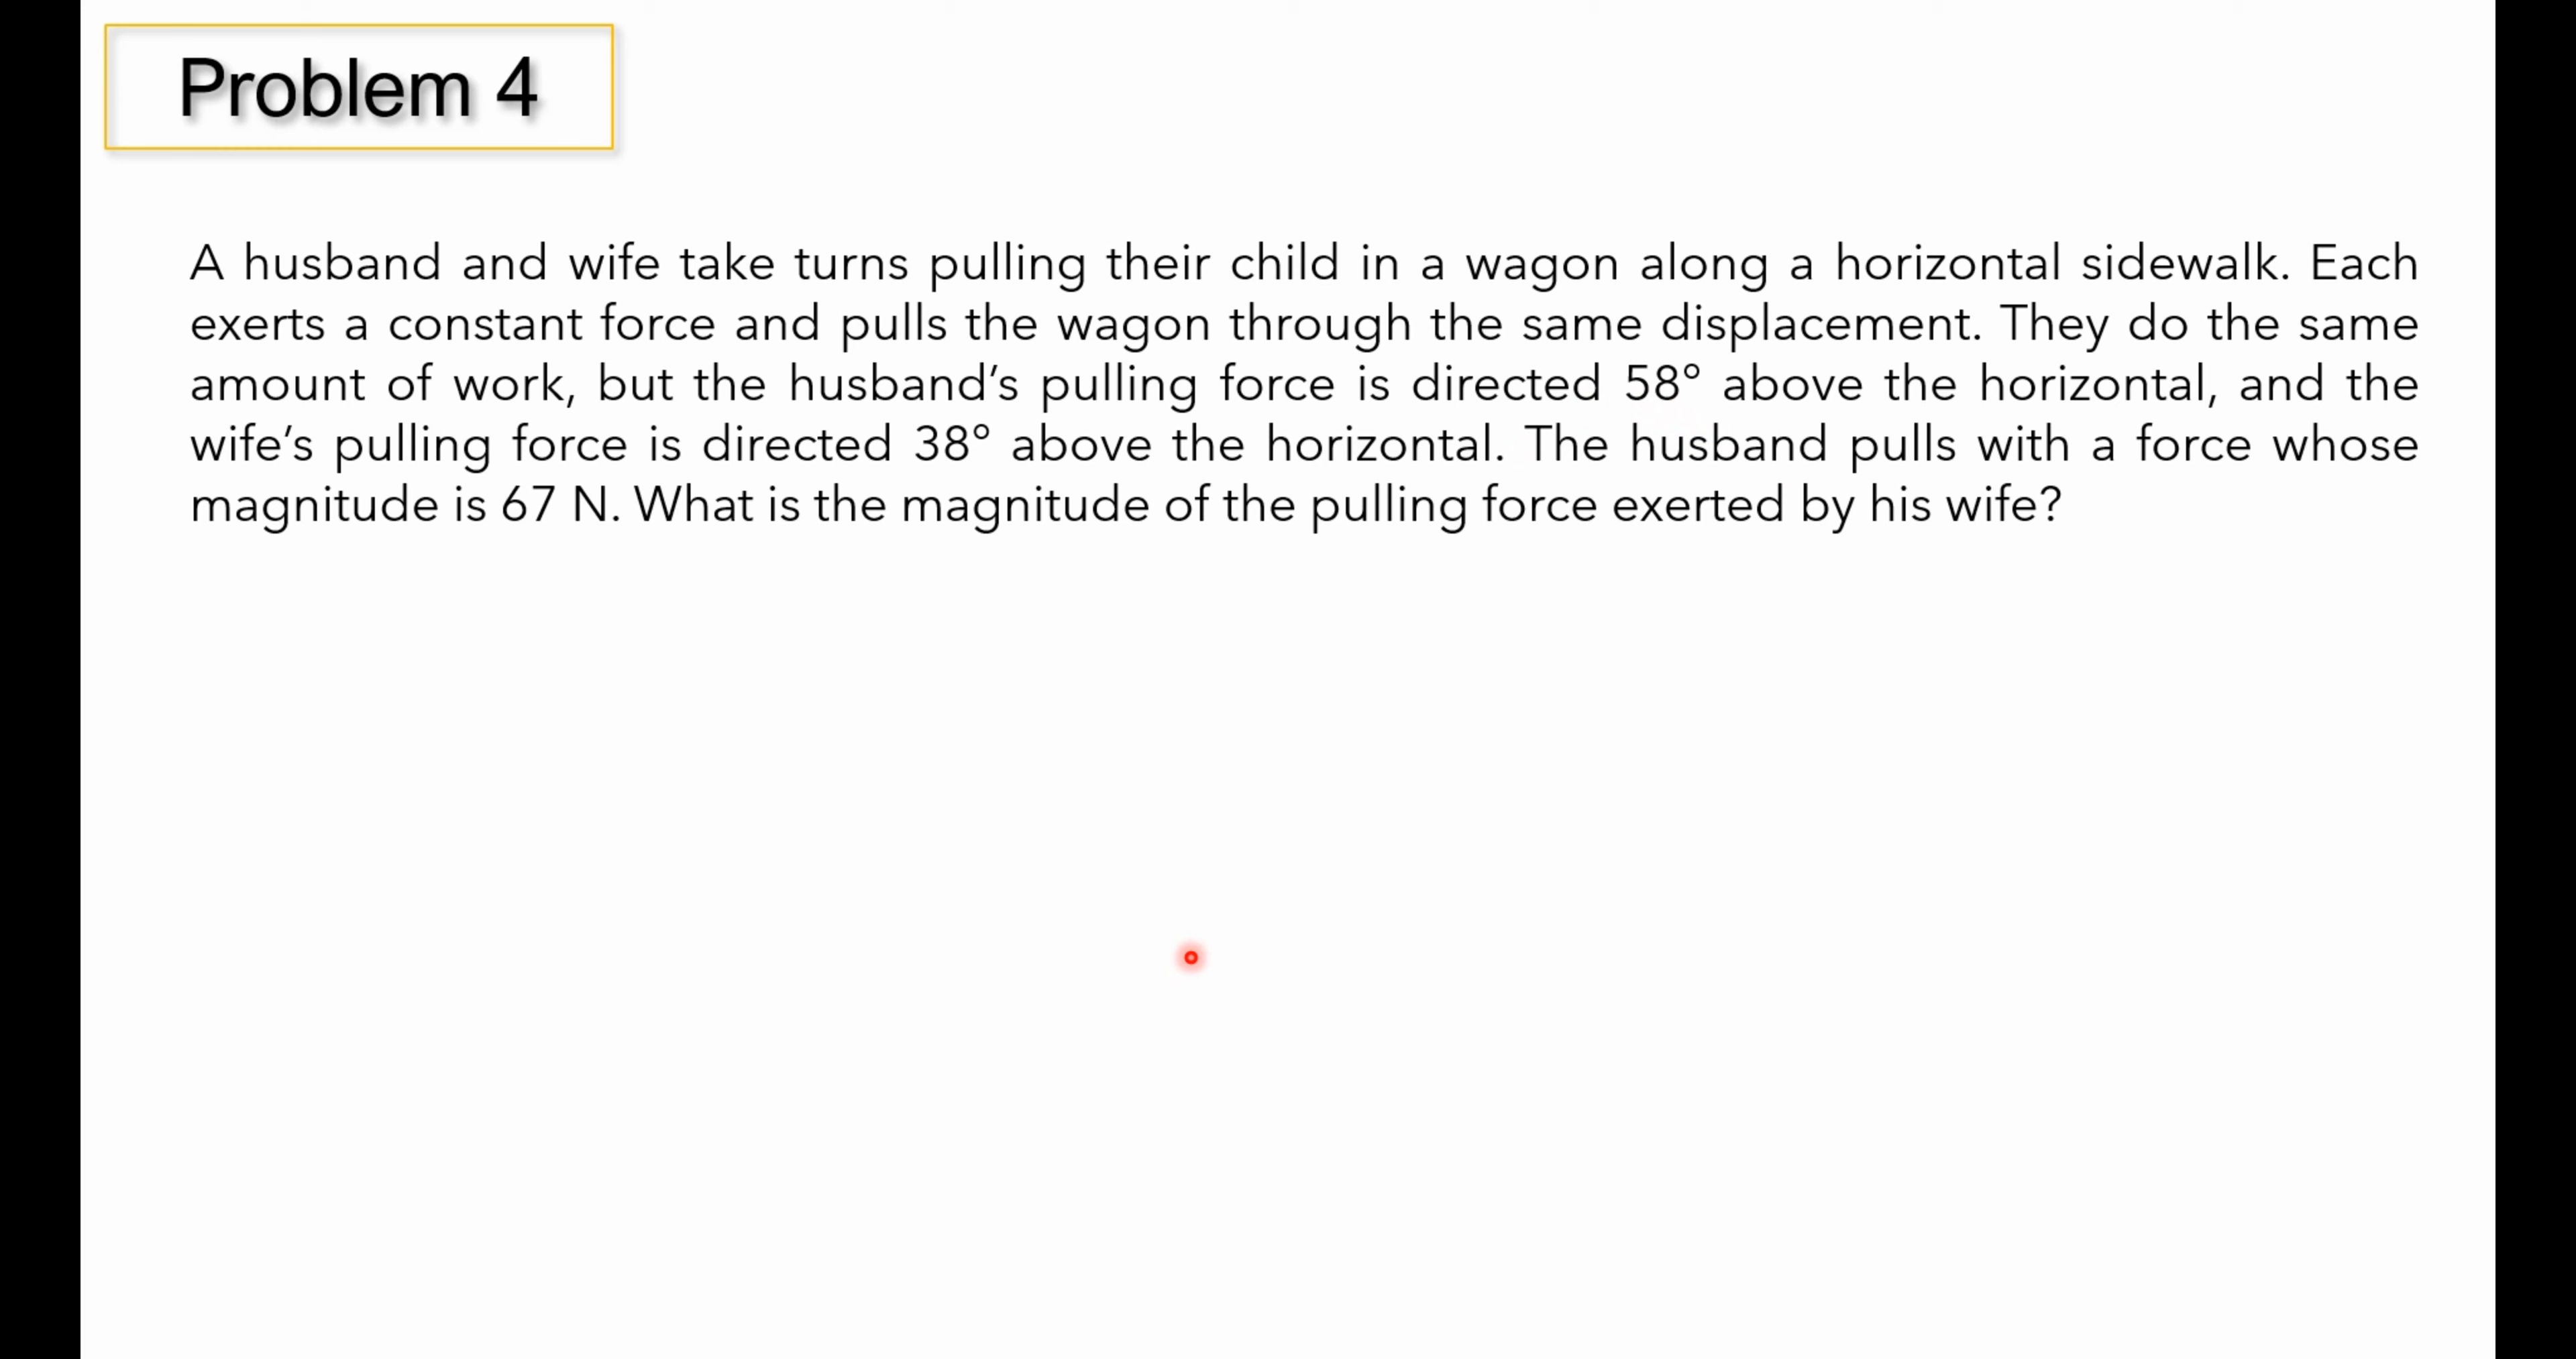 Problem 4
A husband and wife take turns pulling their child in a wagon along a horizontal sidewalk. Each
exerts a constant force and pulls the wagon through the same displacement. They do the same
amount of work, but the husband’s pulling force is directed 58º above the horizontal, and the
wife’s pulling force is directed 38º above the horizontal. The husband pulls with a force whose
magnitude is 67 N. What is the magnitude of the pulling force exerted by his wife?